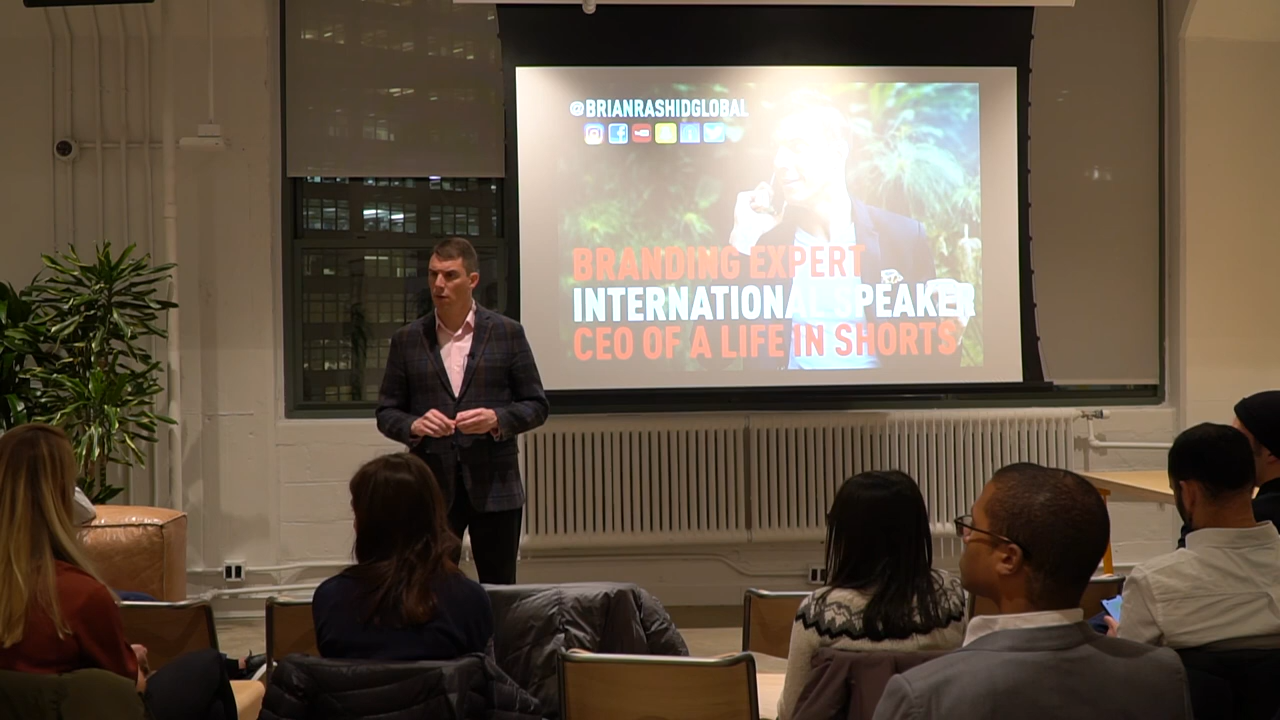 @BRIANRASHIDGLOBAL
BRANDING EXPERT
INTERNATIONAL SPEAKER
CEO OF A LIFE IN SHORTS